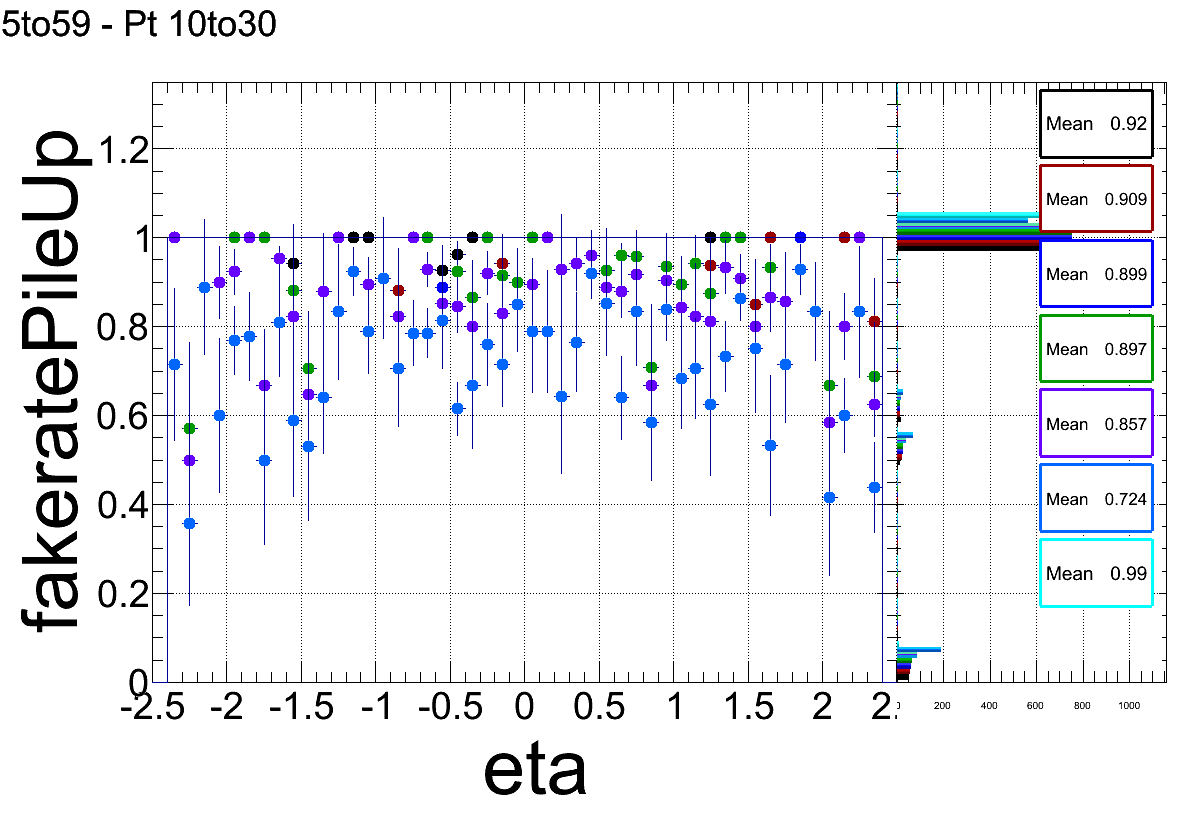 5to59 - Pt 10to30
fakeratePileUp
1.2
1
0.8
0.6
0.4
0.2
0
-2.5 -2 -1.5 -1 -0.5 0 0.5 1 1.5 2 2.
eta
200 400 600 800 1000
Mean 0.92
Mean 0.909
Mean 0.899
Mean 0.897
Mean 0.857
Mean 0.724
Mean 0.99